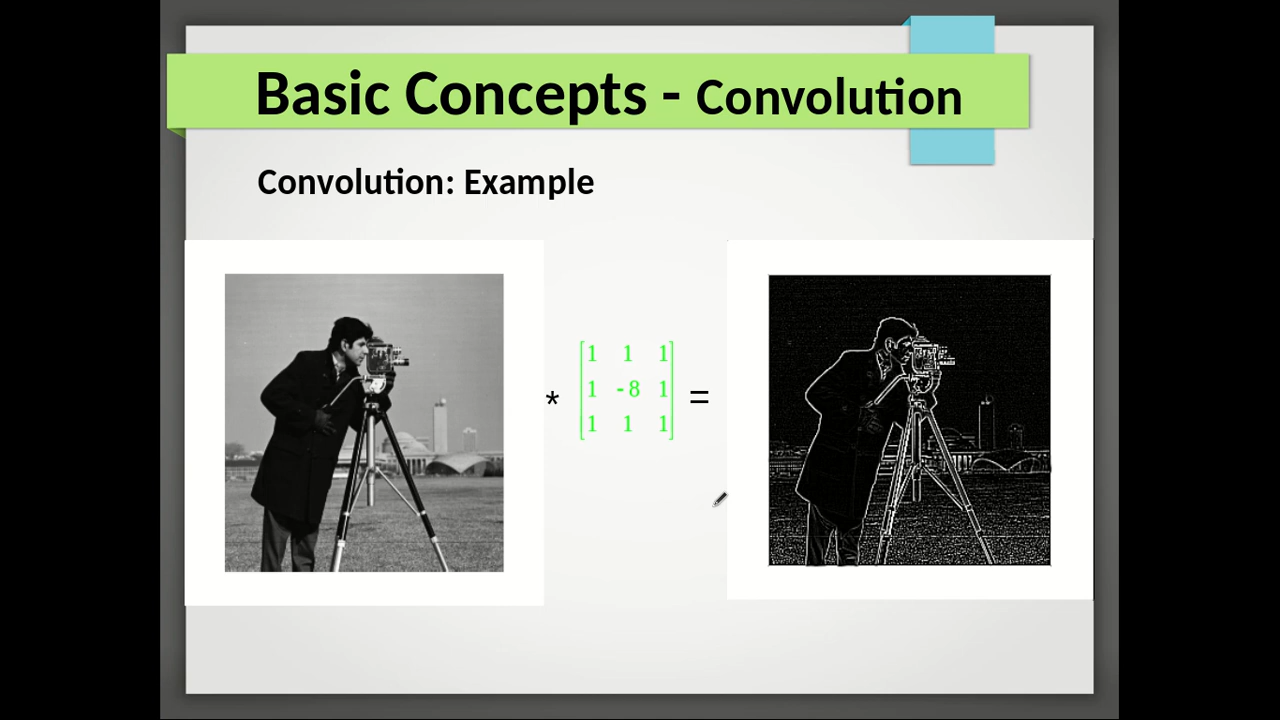 Basic Concepts - Convolution
Convolution: Example
1 1 1
* 1 -8 1 =
1 1 1